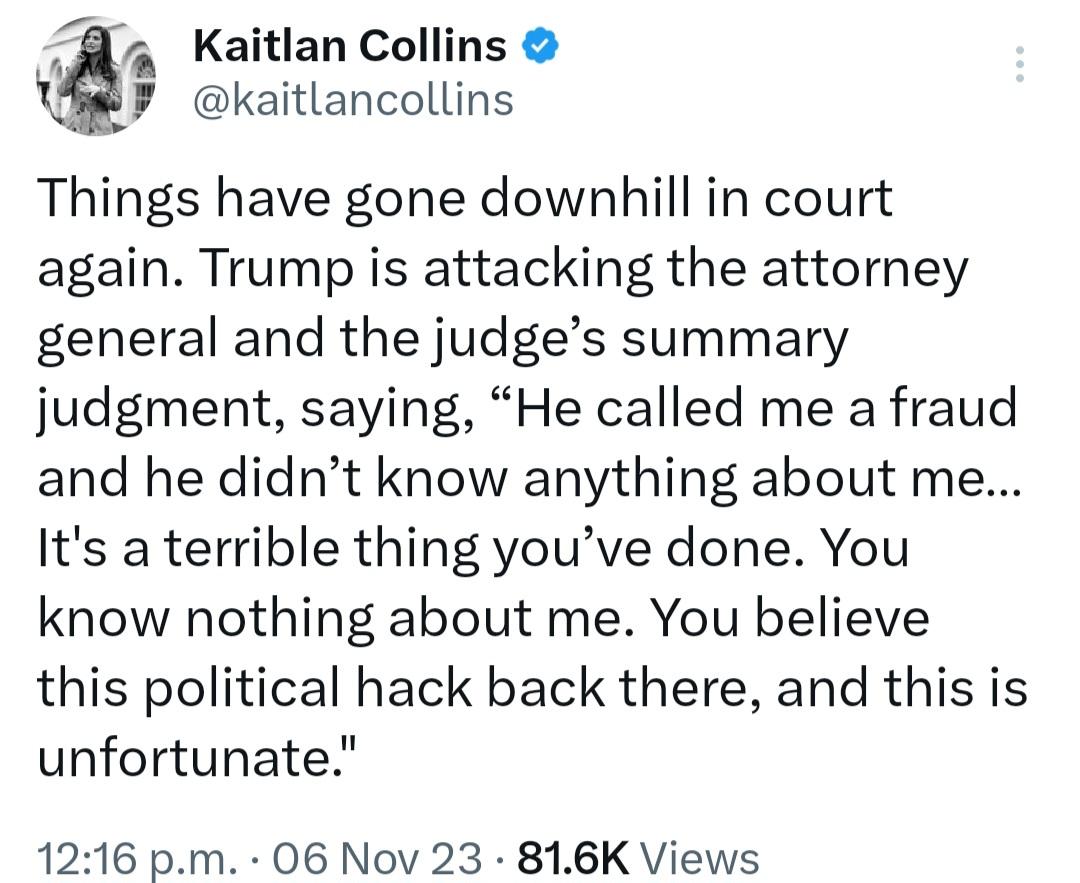 Kaitlan Collins
@kaitlancollins
Things have gone downhill in court
again. Trump is attacking the attorney
general and the judge’s summary
judgment, saying, “He called me a fraud
and he didn’t know anything about me...
It's a terrible thing you’ve done. You
know nothing about me. You believe
this political hack back there, and this is
unfortunate."
12:16 p.m. · 06 Nov 23 · 81.6K Views